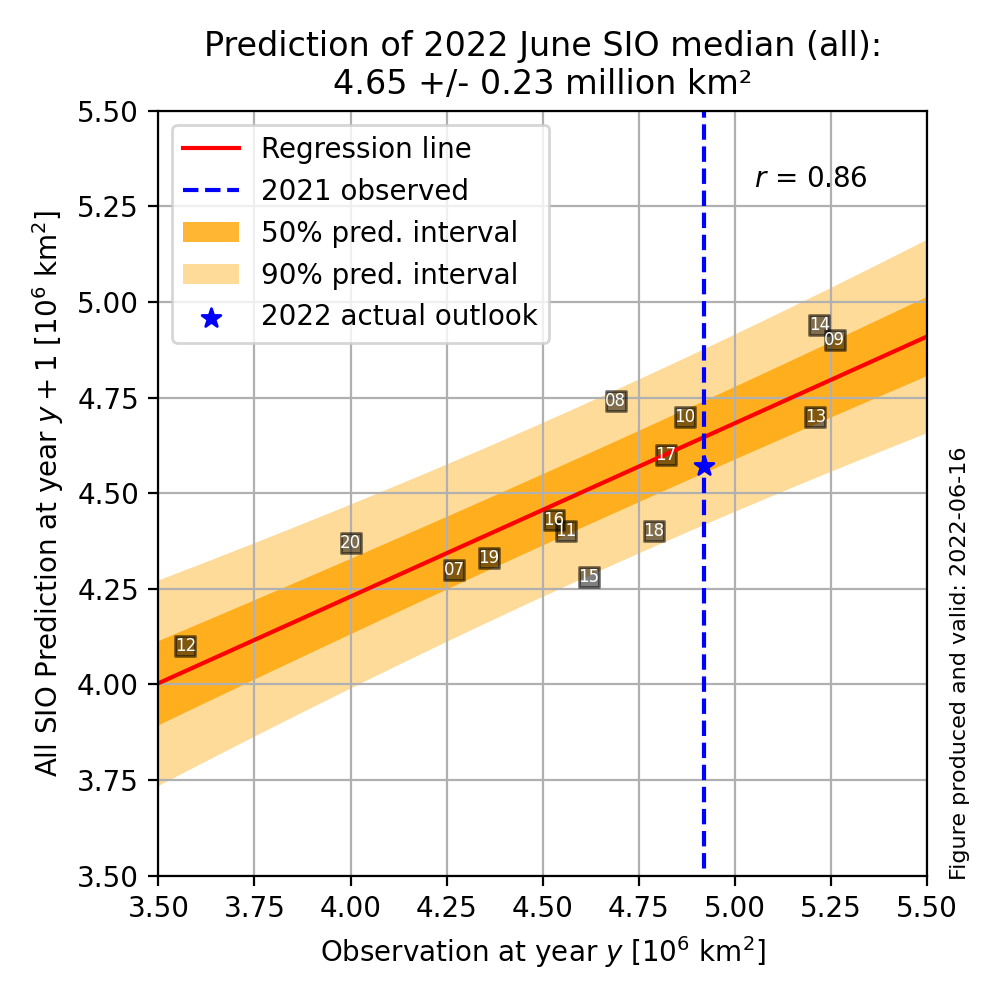 Prediction of 2022 June SIO median (all):
4.65 +/- 0.23 million km²
Regression line
2021 observed
50% pred. interval
90% pred. interval
2022 actual outlook
r = 0.86
5.50
5.25
5.00
4.75
4.50
4.25
4.00
3.75
3.50
All SIO Prediction at year y + 1 [10⁶ km²]
14
09
08
10
13
17
16
11
18
20
19
07
15
12
3.50 3.75 4.00 4.25 4.50 4.75 5.00 5.25 5.50
Observation at year y [10⁶ km²]
Figure produced and valid: 2022-06-16